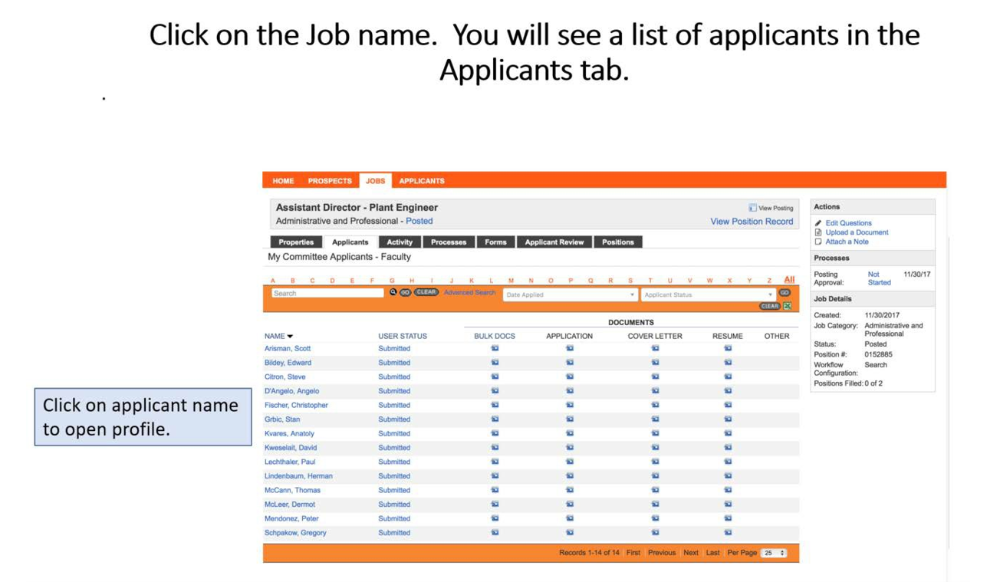 Click on the Job name.  You will see a list of applicants in the
Applicants tab.
.
HOME PROSPECTS JOBS APPLICANTS
Assistant Director - Plant Engineer
View Posting
Administrative and Professional - Posted
View Position Record
Properties Applicants Activity Processes Forms Applicant Review Positions
My Committee Applicants - Faculty
A B C D E F G H I J K L M N O P Q R S T U V W X Y Z All
Search GO CLEAR Advanced Search Date Applied Applicant Status GO
CLEAR
DOCUMENTS
NAME USER STATUS BULK DOCS APPLICATION COVER LETTER RESUME OTHER
Arisman, Scott Submitted
Bildey, Edward Submitted
Citron, Steve Submitted
D'Angelo, Angelo Submitted
Fischer, Christopher Submitted
Grbic, Stan Submitted
Kvares, Anatoly Submitted
Kweselait, David Submitted
Lechthaler, Paul Submitted
Lindenbaum, Herman Submitted
McCann, Thomas Submitted
McLeer, Dermot Submitted
Mendonez, Peter Submitted
Schpakow, Gregory Submitted
Records 1-14 of 14 First Previous Next Last Per Page 25
Actions
Edit Questions
Upload a Document
Attach a Note
Processes
Posting Not 11/30/17
Approval: Started
Job Details
Created: 11/30/2017
Job Category: Administrative and
Professional
Status: Posted
Position #: 0152885
Workflow Search
Configuration:
Positions Filled: 0 of 2
Click on applicant name
to open profile.